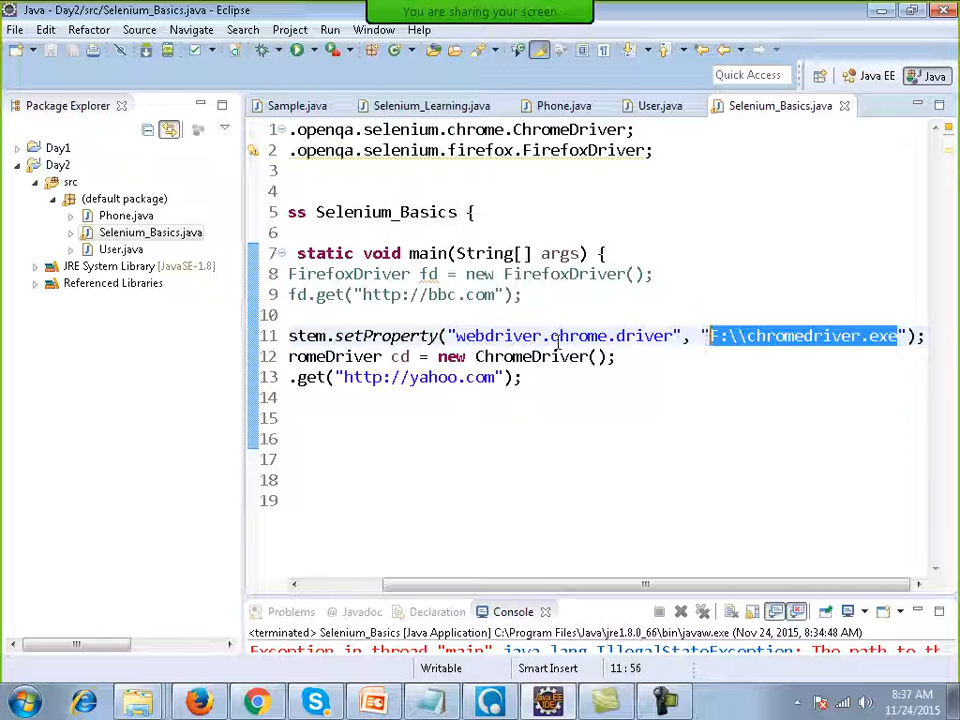 Java - Day2/src/Selenium_Basics.java - Eclipse
You are sharing your screen
File Edit Refactor Source Navigate Search Project Run Window Help
Quick Access
Java EE
Java
Package Explorer
Sample.java
Selenium_Learning.java
Phone.java
User.java
Selenium_Basics.java
Day1
Day2
src
(default package)
Phone.java
Selenium_Basics.java
User.java
JRE System Library [JavaSE-1.8]
Referenced Libraries
1 .openqa.selenium.chrome.ChromeDriver;
2 .openqa.selenium.firefox.FirefoxDriver;
3
4
5 ss Selenium_Basics {
6
7 static void main(String[] args) {
8 FirefoxDriver fd = new FirefoxDriver();
9 fd.get("http://bbc.com");
10
11 stem.setProperty("webdriver.chrome.driver", "F:\\chromedriver.exe");
12 romeDriver cd = new ChromeDriver();
13 .get("http://yahoo.com");
14
15
16
17
18
19
Problems @ Javadoc Declaration Console
<terminated> Selenium_Basics [Java Application] C:\Program Files\Java\jre1.8.0_66\bin\javaw.exe (Nov 24, 2015, 8:34:48 AM)
Exception in thread "main" java.lang.IllegalStateException: The path to th
Writable
Smart Insert
11 : 56
8:37 AM
11/24/2015